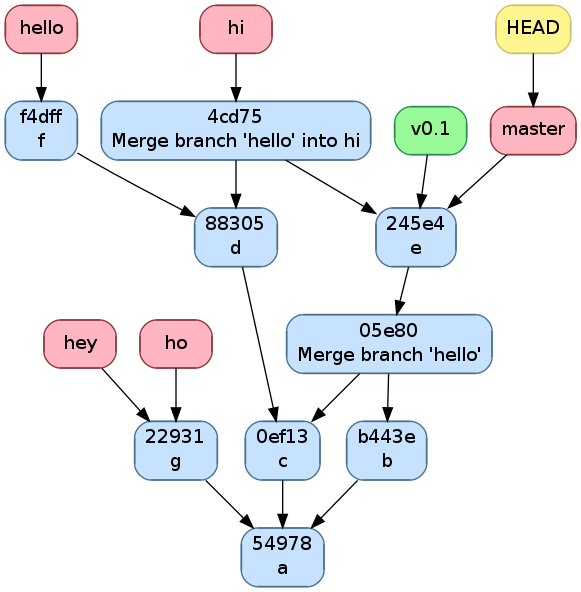 hello
hi
HEAD
f4dff
f
4cd75
Merge branch 'hello' into hi
v0.1
master
88305
d
245e4
e
05e80
Merge branch 'hello'
hey
ho
22931
g
0ef13
c
b443e
b
54978
a